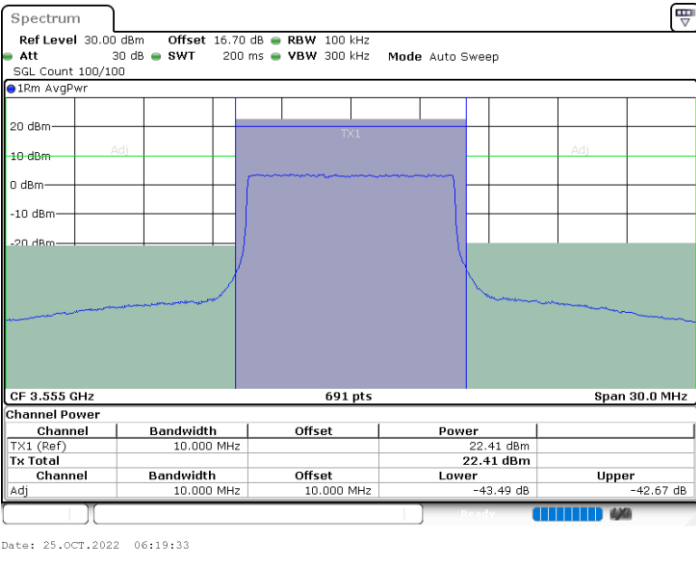 Spectrum
Ref Level 30.00 dBm Offset 16.70 dB RBW 100 kHz
Att 30 dB SWT 200 ms VBW 300 kHz Mode Auto Sweep
SGL Count 100/100
1Rm AvgPwr
20 dBm
TX1
Adj Adj
10 dBm
0 dBm
-10 dBm
-20 dBm
CF 3.555 GHz 691 pts Span 30.0 MHz
Channel Power
Channel Bandwidth Offset Power
TX1 (Ref) 10.000 MHz 22.41 dBm
Tx Total 22.41 dBm
Channel Bandwidth Offset Lower Upper
Adj 10.000 MHz 10.000 MHz -43.49 dB -42.67 dB
Ready
Date: 25.OCT.2022 06:19:33